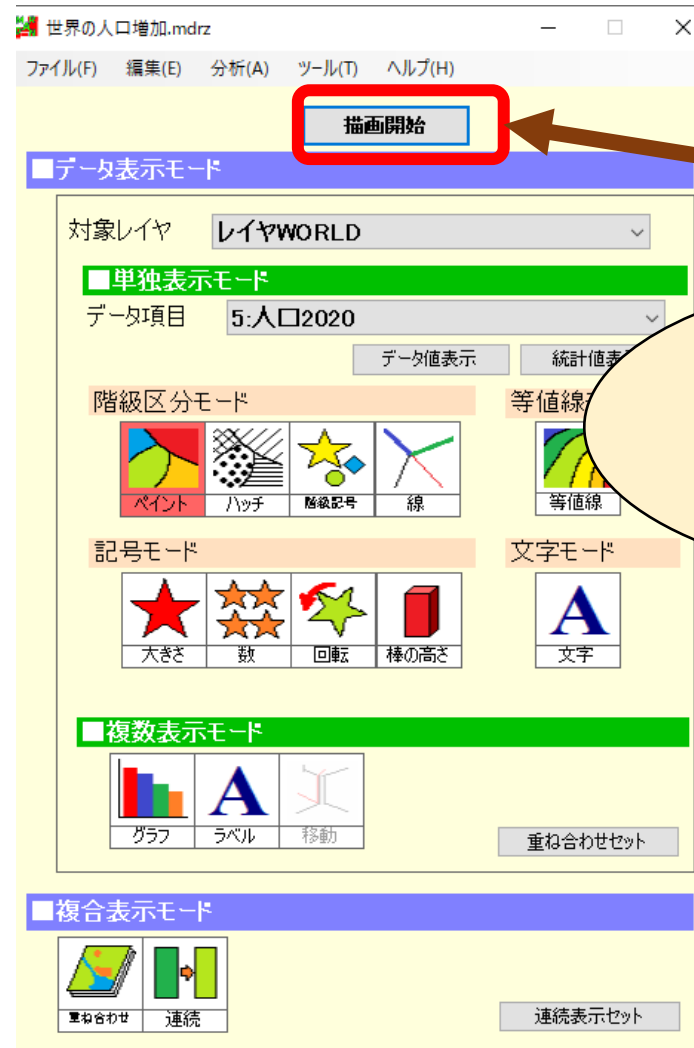 世界の人口増加.mdrz
ファイル(F) 編集(E) 分析(A) ツール(T) ヘルプ(H)
描画開始
■データ表示モード
対象レイヤ レイヤWORLD
■単独表示モード
データ項目 5:人口2020
データ値表示 統計値表
階級区分モード 等値線
ペイント ハッチ 階級記号 線 等値線
記号モード 文字モード
大きさ 数 回転 棒の高さ 文字
■複数表示モード
グラフ ラベル 移動 重ね合わせセット
■複合表示モード
重ね合わせ 連続 連続表示セット